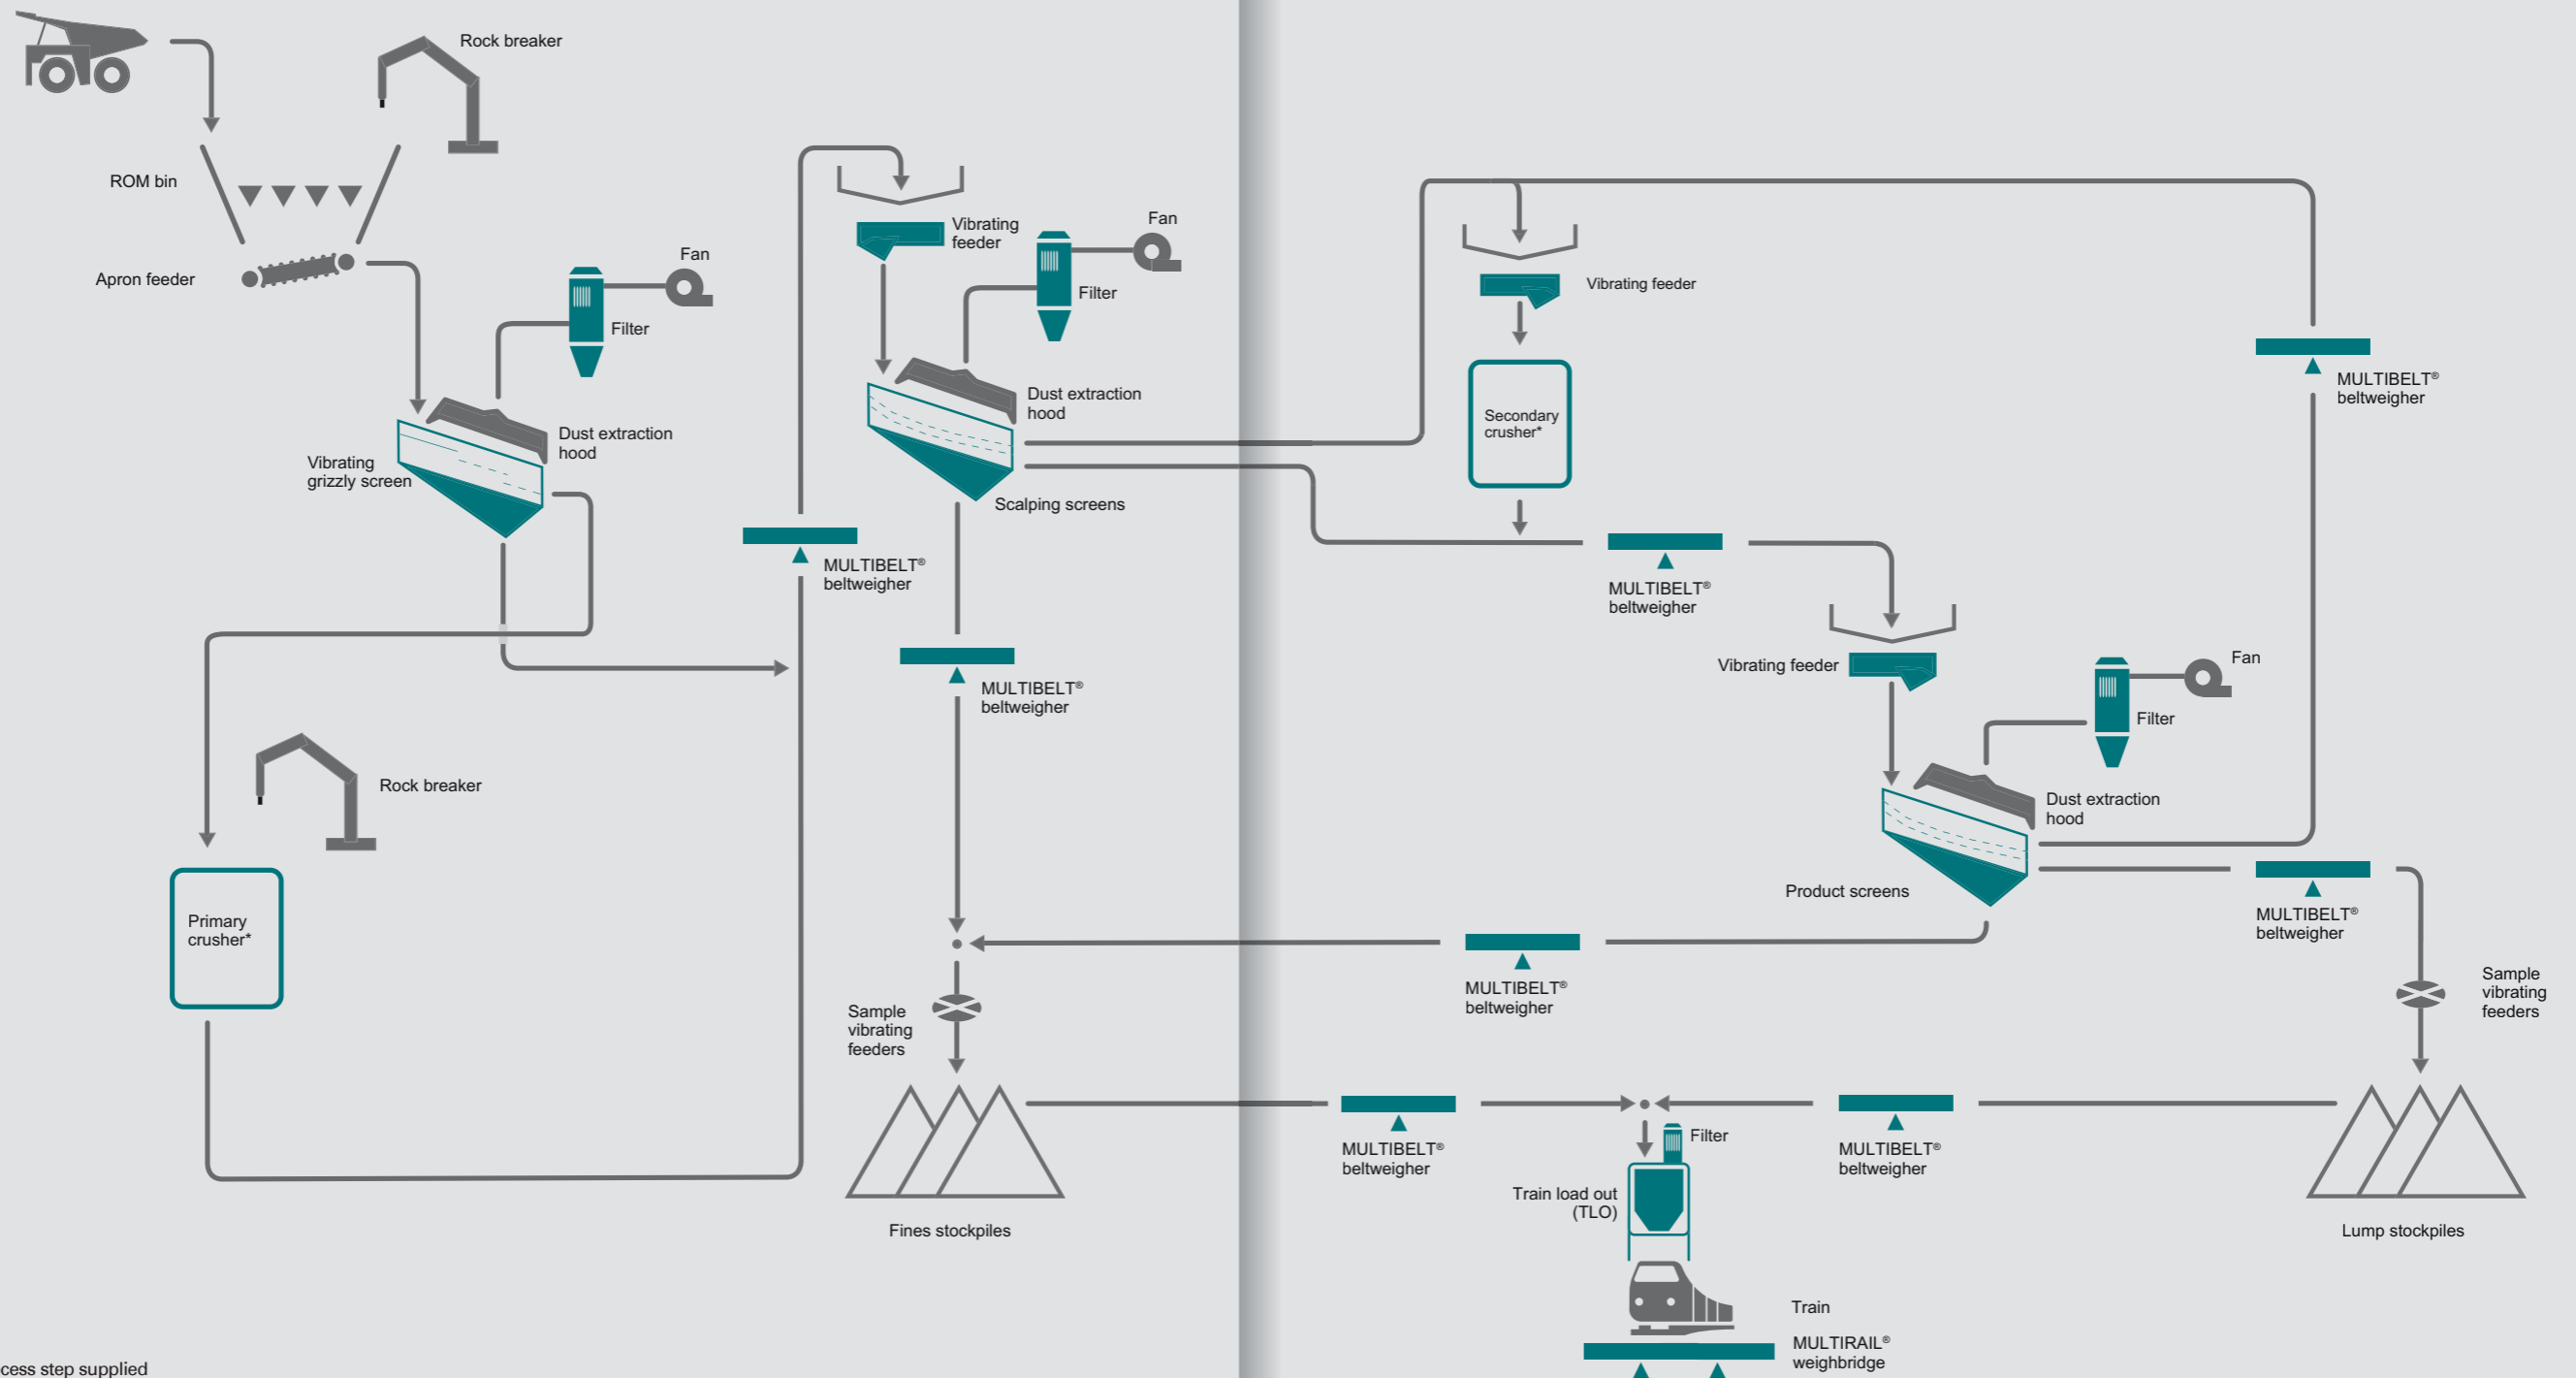 Rock breaker
ROM bin
Apron feeder
Fan
Filter
Dust extraction
hood
Vibrating
grizzly screen
Rock breaker
Primary
crusher*
MULTIBELT®
beltweigher
Vibrating
feeder
Fan
Filter
Dust extraction
hood
Scalping screens
MULTIBELT®
beltweigher
Sample
vibrating
feeders
Fines stockpiles
Vibrating feeder
Secondary
crusher*
MULTIBELT®
beltweigher
MULTIBELT®
beltweigher
Vibrating feeder
Fan
Filter
Dust extraction
hood
Product screens
MULTIBELT®
beltweigher
MULTIBELT®
beltweigher
Sample
vibrating
feeders
MULTIBELT®
beltweigher
Filter
MULTIBELT®
beltweigher
Train load out
(TLO)
Lump stockpiles
Train
MULTIRAIL®
weighbridge
cess step supplied